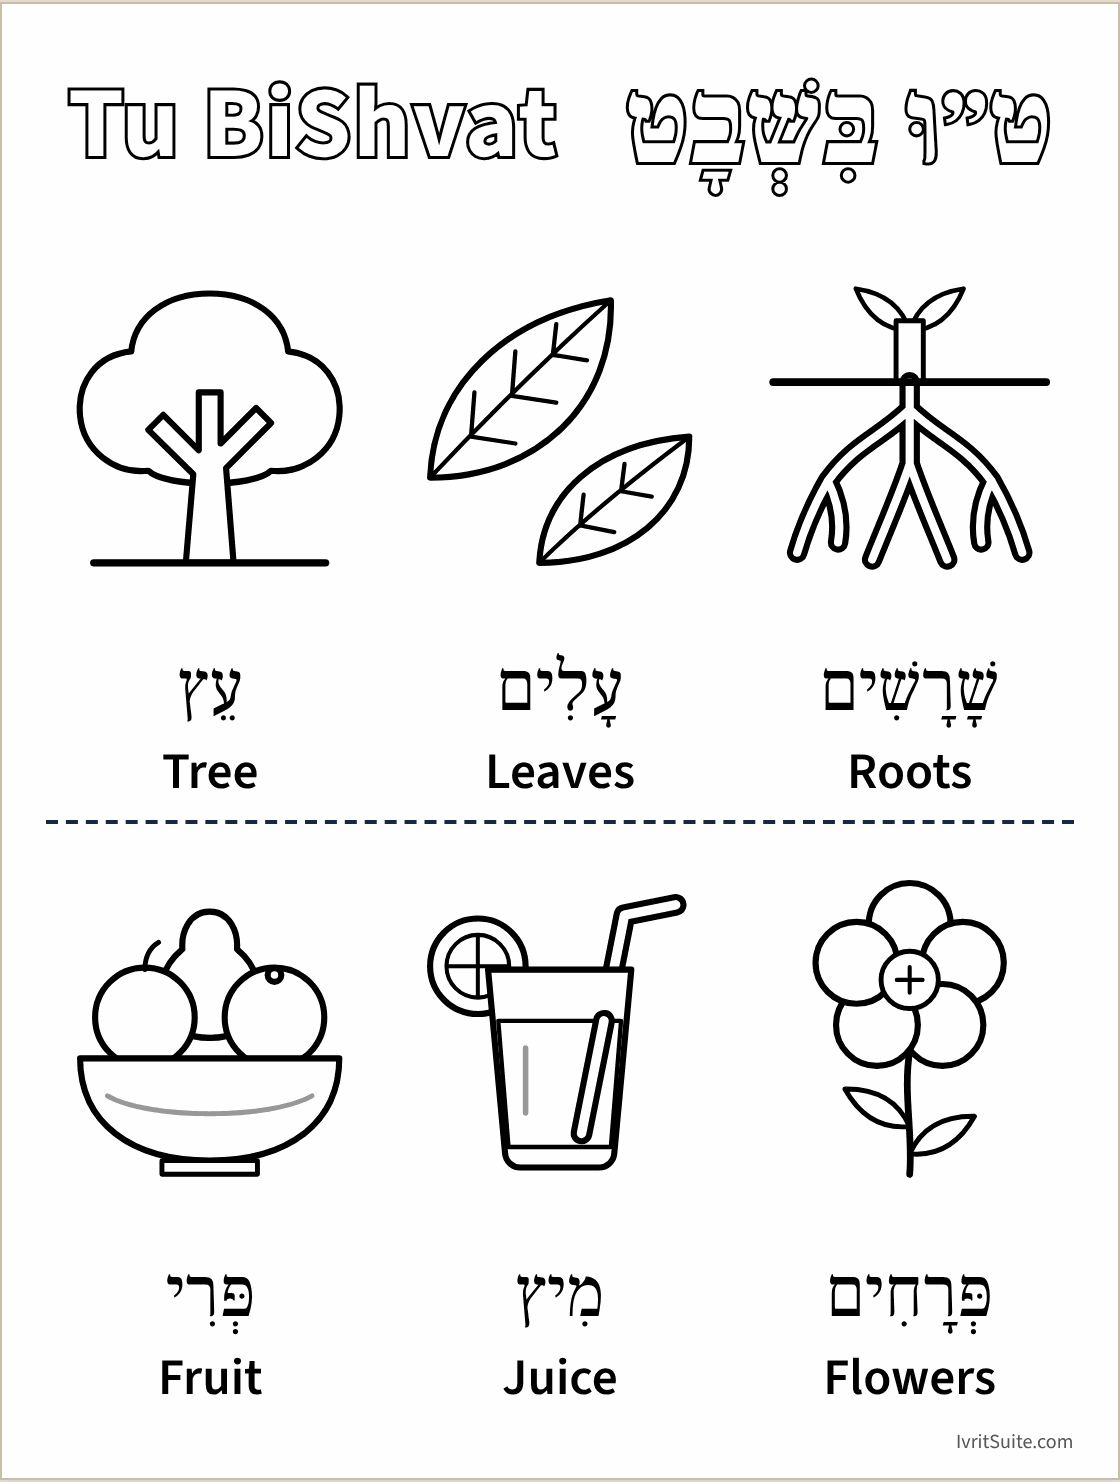 Tu BiShvat ט״וּ בִּשְׁבָט
עֵץ עָלִים שָׁרָשִׁים
Tree Leaves Roots
פְּרִי מִיץ פְּרָחִים
Fruit Juice Flowers
IvritSuite.com